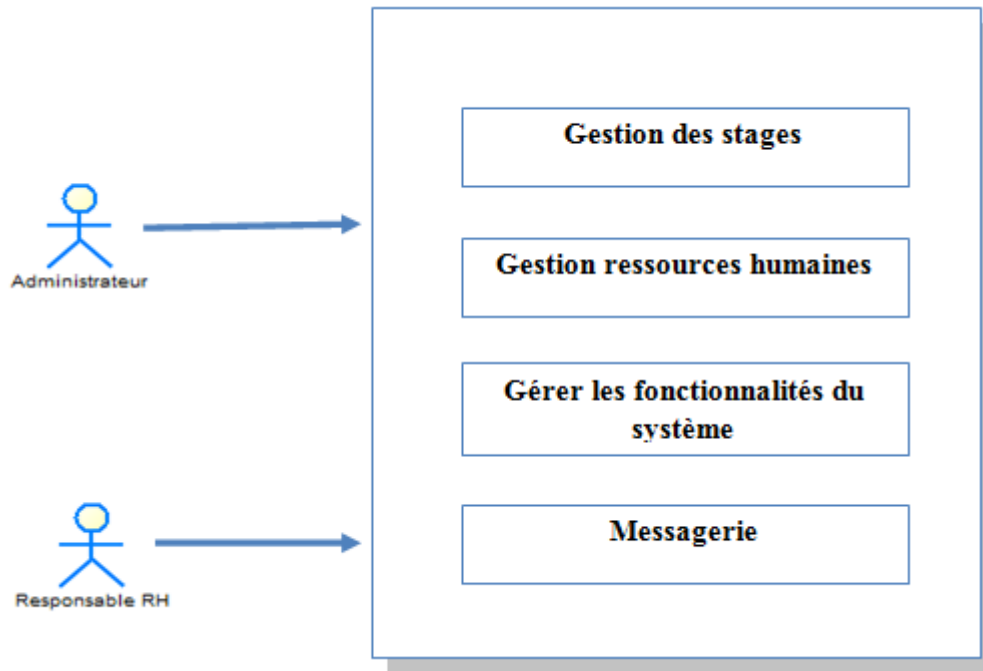 Gestion des stages
Administrateur
Gestion ressources humaines
Gérer les fonctionnalités du
système
Responsable RH
Messagerie